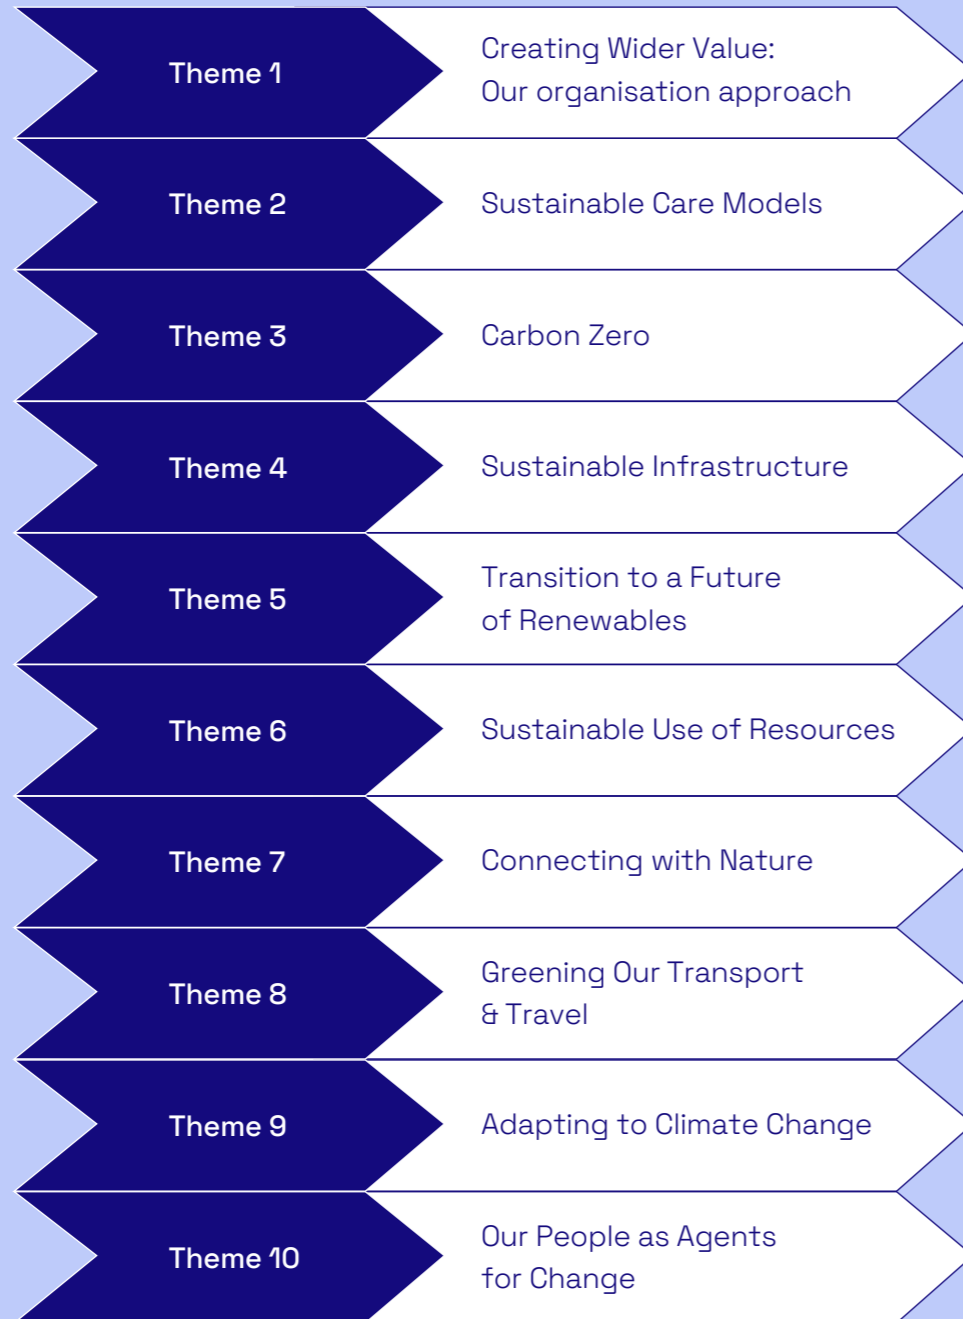 Theme 1
Creating Wider Value:
Our organisation approach
Theme 2
Sustainable Care Models
Theme 3
Carbon Zero
Theme 4
Sustainable Infrastructure
Theme 5
Transition to a Future
of Renewables
Theme 6
Sustainable Use of Resources
Theme 7
Connecting with Nature
Theme 8
Greening Our Transport
& Travel
Theme 9
Adapting to Climate Change
Theme 10
Our People as Agents
for Change